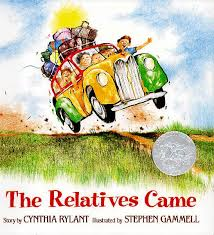 The Relatives Came
Story by CYNTHIA RYLANT illustrated by STEPHEN GAMMELL